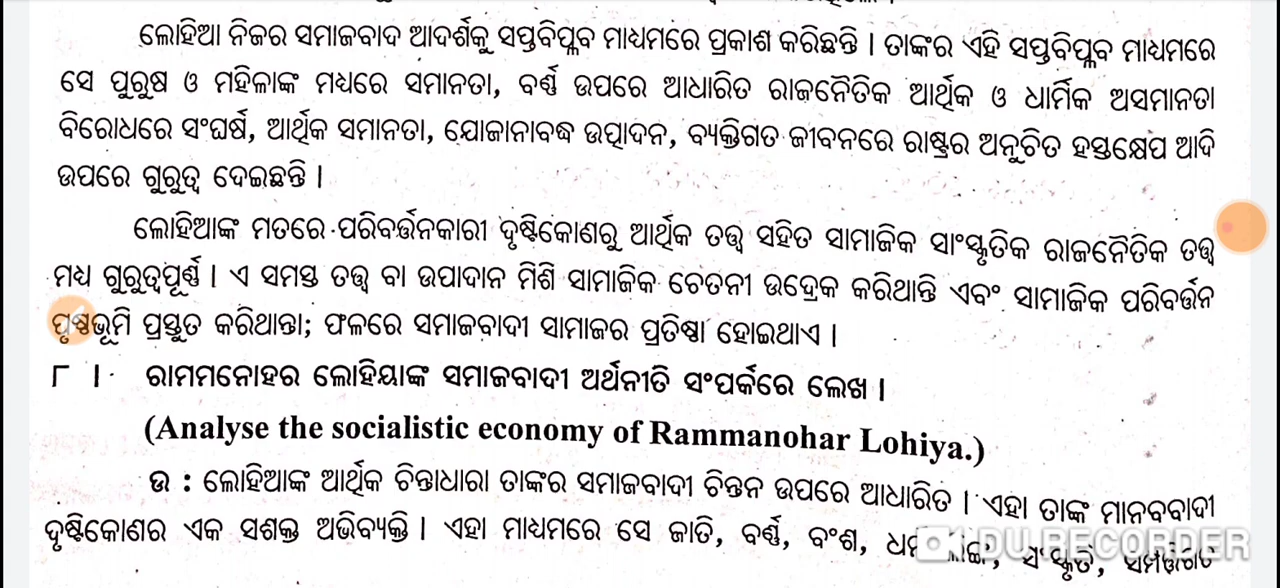 ଲୋହିଆ ନିଜର ସମାଜବାଦ ଆଦର୍ଶକୁ ସପ୍ତବିପ୍ଳବ ମାଧ୍ୟମରେ ପ୍ରକାଶ କରିଛନ୍ତି । ତାଙ୍କର ଏହି ସପ୍ତବିପ୍ଳବ ମାଧ୍ୟମରେ
ସେ ପୁରୁଷ ଓ ମହିଳାଙ୍କ ମଧ୍ୟରେ ସମାନତା, ବର୍ଣ୍ଣ ଉପରେ ଆଧାରିତ ରାଜନୈତିକ ଆର୍ଥିକ ଓ ଧାର୍ମିକ ଅସମାନତା
ବିରୋଧରେ ସଂଘର୍ଷ, ଆର୍ଥିକ ସମାନତା, ଯୋଜାନାବଦ୍ଧ ଉତ୍ପାଦନ, ବ୍ୟକ୍ତିଗତ ଜୀବନରେ ରାଷ୍ଟ୍ରର ଅନୁଚିତ ହସ୍ତକ୍ଷେପ ଆଦି
ଉପରେ ଗୁରୁତ୍ୱ ଦେଇଛନ୍ତି ।
ଲୋହିଆଙ୍କ ମତରେ ପରିବର୍ତ୍ତନକାରୀ ଦୃଷ୍ଟିକୋଣରୁ ଆର୍ଥିକ ତତ୍ତ୍ୱ ସହିତ ସାମାଜିକ ସାଂସ୍କୃତିକ ରାଜନୈତିକ ତତ୍ତ୍ୱ
ମଧ୍ୟ ଗୁରୁତ୍ୱପୂର୍ଣ୍ଣ । ଏ ସମସ୍ତ ତତ୍ତ୍ୱ ବା ଉପାଦାନ ମିଶି ସାମାଜିକ ଚେତନୀ ଉଦ୍ରେକ କରିଥାନ୍ତି ଏବଂ ସାମାଜିକ ପରିବର୍ତ୍ତନ
ପୃଷ୍ଠଭୂମି ପ୍ରସ୍ତୁତ କରିଥାନ୍ତା; ଫଳରେ ସମାଜବାଦୀ ସାମାଜର ପ୍ରତିଷ୍ଠା ହୋଇଥାଏ ।
୮ । ରାମମନୋହର ଲୋହିୟାଙ୍କ ସମାଜବାଦୀ ଅର୍ଥନୀତି ସଂପର୍କରେ ଲେଖ ।
(Analyse the socialistic economy of Rammanohar Lohiya.)
ଉ : ଲୋହିଆଙ୍କ ଆର୍ଥିକ ଚିନ୍ତାଧାରା ତାଙ୍କର ସମାଜବାଦୀ ଚିନ୍ତନ ଉପରେ ଆଧାରିତ । ଏହା ତାଙ୍କ ମାନବବାଦୀ
ଦୃଷ୍ଟିକୋଣର ଏକ ସଶକ୍ତ ଅଭିବ୍ୟକ୍ତି । ଏହା ମାଧ୍ୟମରେ ସେ ଜାତି, ବର୍ଣ୍ଣ, ବଂଶ, ସଂସ୍କୃତି,
DU RECORDER